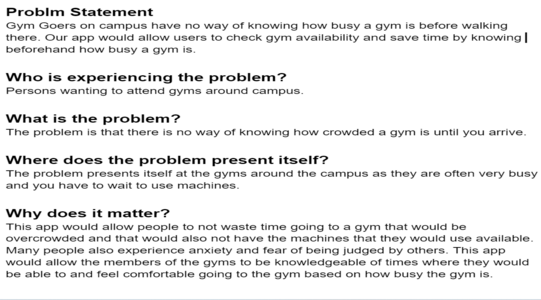 Problm Statement
Gym Goers on campus have no way of knowing how busy a gym is before walking
there. Our app would allow users to check gym availability and save time by knowing
beforehand how busy a gym is.
Who is experiencing the problem?
Persons wanting to attend gyms around campus.
What is the problem?
The problem is that there is no way of knowing how crowded a gym is until you arrive.
Where does the problem present itself?
The problem presents itself at the gyms around the campus as they are often very busy
and you have to wait to use machines.
Why does it matter?
This app would allow people to not waste time going to a gym that would be
overcrowded and that would also not have the machines that they would use available.
Many people also experience anxiety and fear of being judged by others. This app
would allow the members of the gyms to be knowledgeable of times where they would
be able to and feel comfortable going to the gym based on how busy the gym is.